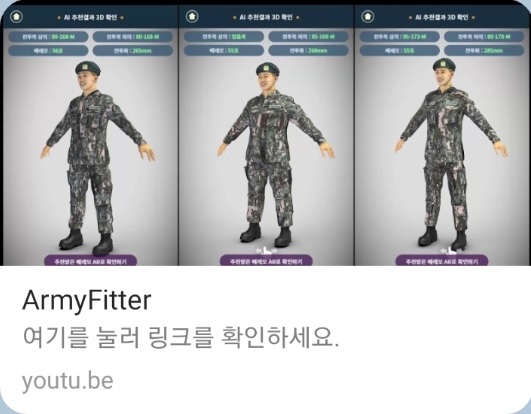 AI 추천결과 3D 확인
전투복 상의 : 90-168-M
전투복 하의 : 80-168-M
베레모 : 56호
전투화 : 265mm
AI 추천결과 3D 확인
전투복 상의 : 맞음새
전투복 하의 : 85-168-M
베레모 : 55호
전투화 : 260mm
AI 추천결과 3D 확인
전투복 상의 : 95-173-M
전투복 하의 : 80-173-M
베레모 : 55호
전투화 : 285mm
추천받은 베레모 AR로 확인하기
추천받은 베레모 AR로 확인하기
추천받은 베레모 AR로 확인하기
ArmyFitter
여기를 눌러 링크를 확인하세요.
youtu.be